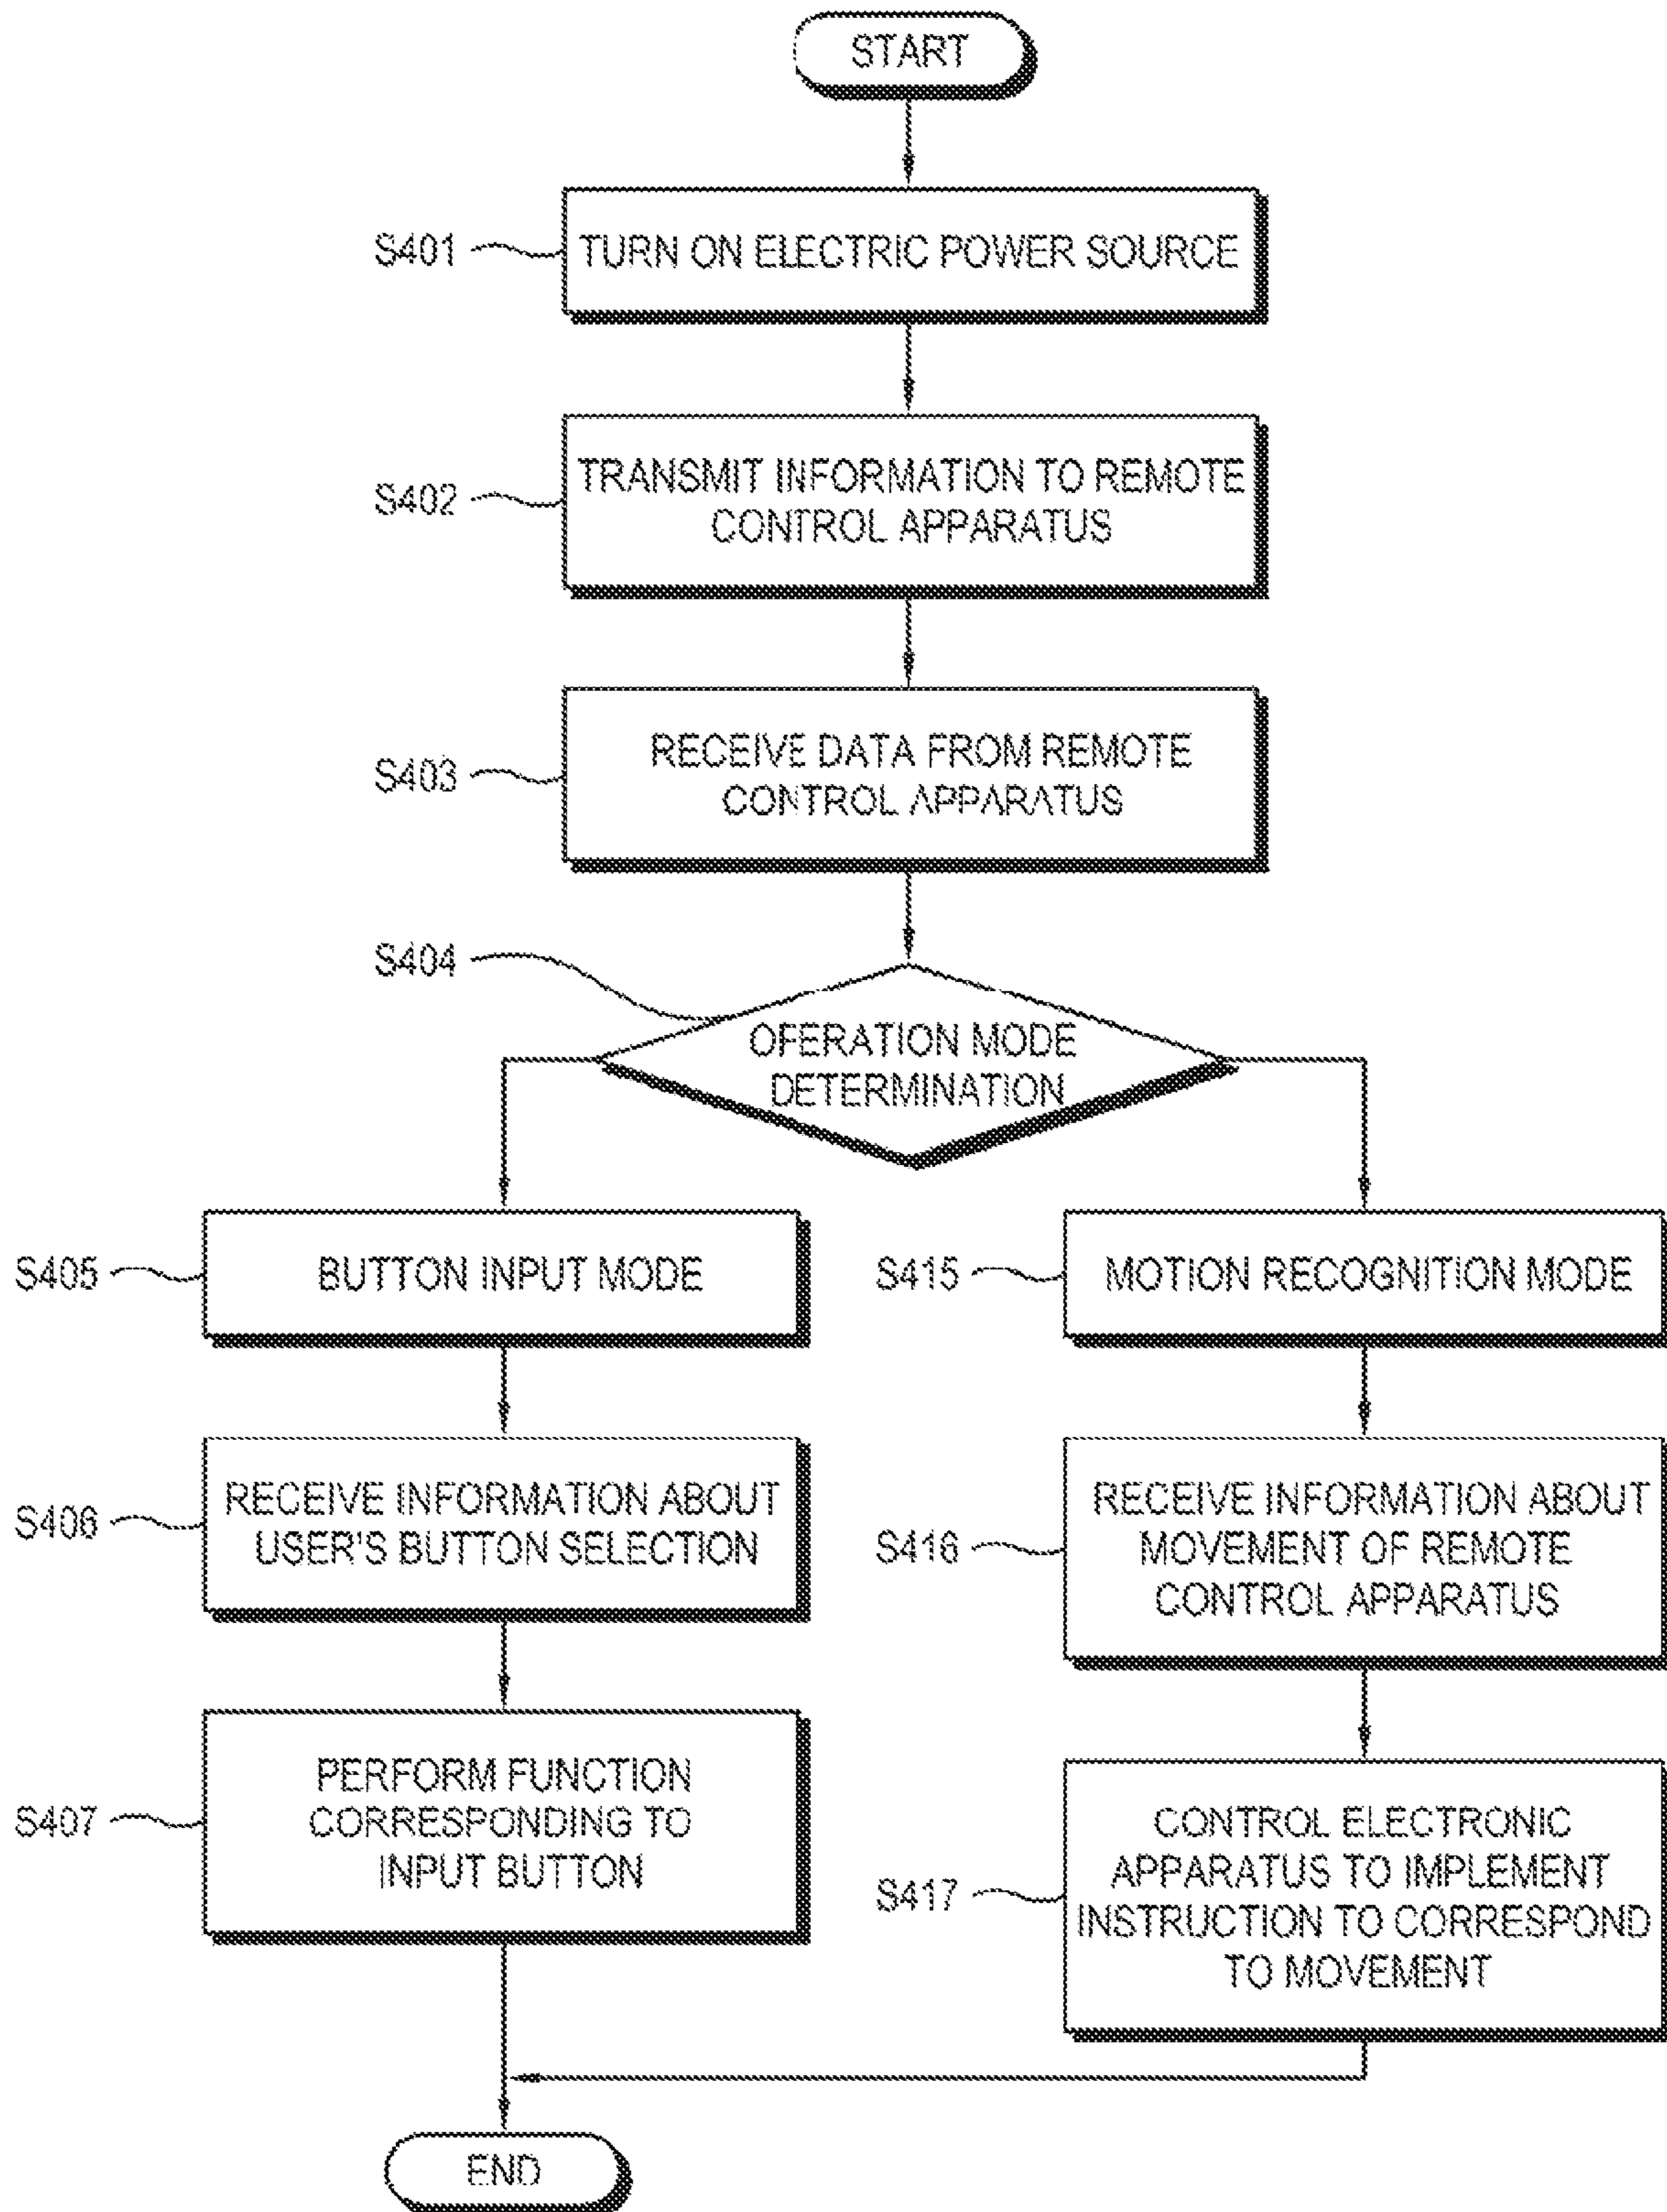 START
S401
TURN ON ELECTRIC POWER SOURCE
S402
TRANSMIT INFORMATION TO REMOTE
CONTROL APPARATUS
S403
RECEIVE DATA FROM REMOTE
CONTROL APPARATUS
S404
OFERATION MODE
DETERMINATION
S405
BUTTON INPUT MODE
S415
MOTION RECOGNITION MODE
S406
RECEIVE INFORMATION ABOUT
USER'S BUTTON SELECTION
S416
RECEIVE INFORMATION ABOUT
MOVEMENT OF REMOTE
CONTROL APPARATUS
S407
PERFORM FUNCTION
CORRESPONDING TO
INPUT BUTTON
S417
CONTROL ELECTRONIC
APPARATUS TO IMPLEMENT
INSTRUCTION TO CORRESPOND
TO MOVEMENT
END